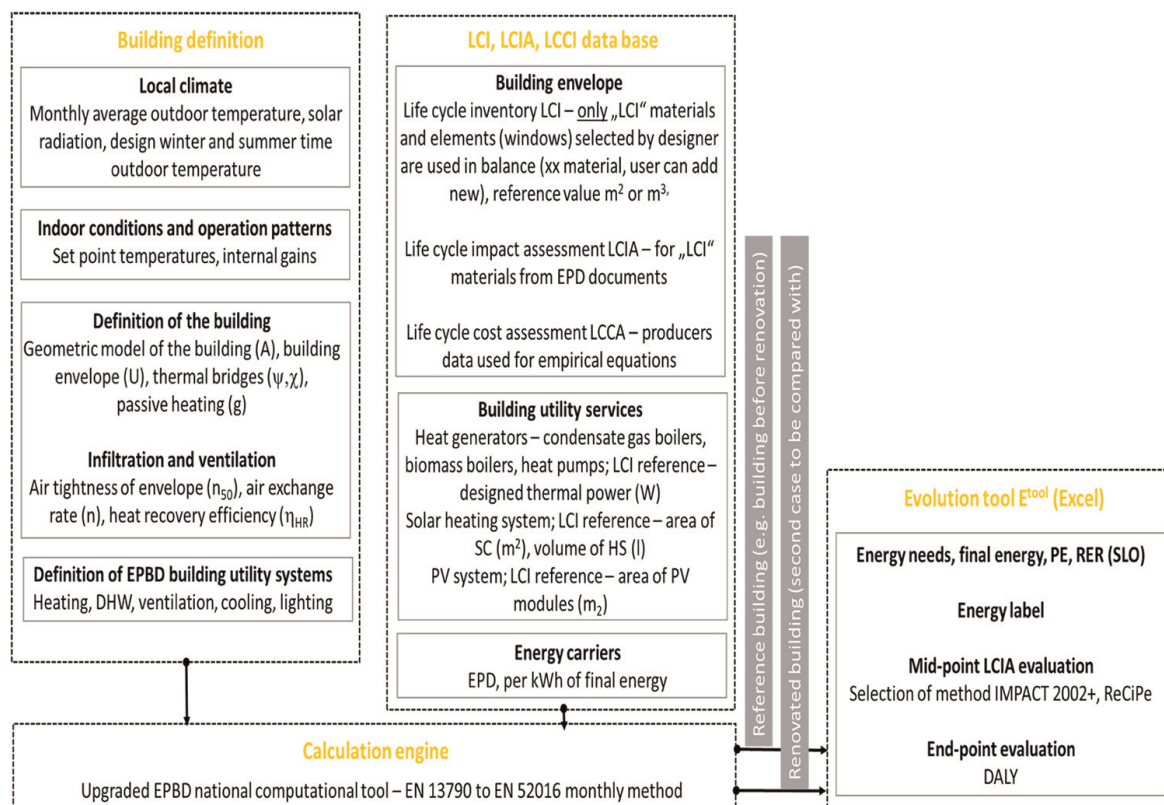 Building definition
Local climate
Monthly average outdoor temperature, solar
radiation, design winter and summer time
outdoor temperature
Indoor conditions and operation patterns
Set point temperatures, internal gains
Definition of the building
Geometric model of the building (A), building
envelope (U), thermal bridges (ψ,χ),
passive heating (g)
Infiltration and ventilation
Air tightness of envelope (n50), air exchange
rate (n), heat recovery efficiency (ηHR)
Definition of EPBD building utility systems
Heating, DHW, ventilation, cooling, lighting
LCI, LCIA, LCCI data base
Building envelope
Life cycle inventory LCI – only „LCI“ materials
and elements (windows) selected by designer
are used in balance (xx material, user can add
new), reference value m² or m³,
Life cycle impact assessment LCIA – for „LCI“
materials from EPD documents
Life cycle cost assessment LCCA – producers
data used for empirical equations
Building utility services
Heat generators – condensate gas boilers,
biomass boilers, heat pumps; LCI reference –
designed thermal power (W)
Solar heating system; LCI reference – area of
SC (m²), volume of HS (l)
PV system; LCI reference – area of PV
modules (m₂)
Energy carriers
EPD, per kWh of final energy
Reference building (e.g. building before renovation)
Renovated building (second case to be compared with)
Evolution tool Etool (Excel)
Energy needs, final energy, PE, RER (SLO)
Energy label
Mid-point LCIA evaluation
Selection of method IMPACT 2002+, ReCiPe
End-point evaluation
DALY
Calculation engine
Upgraded EPBD national computational tool – EN 13790 to EN 52016 monthly method